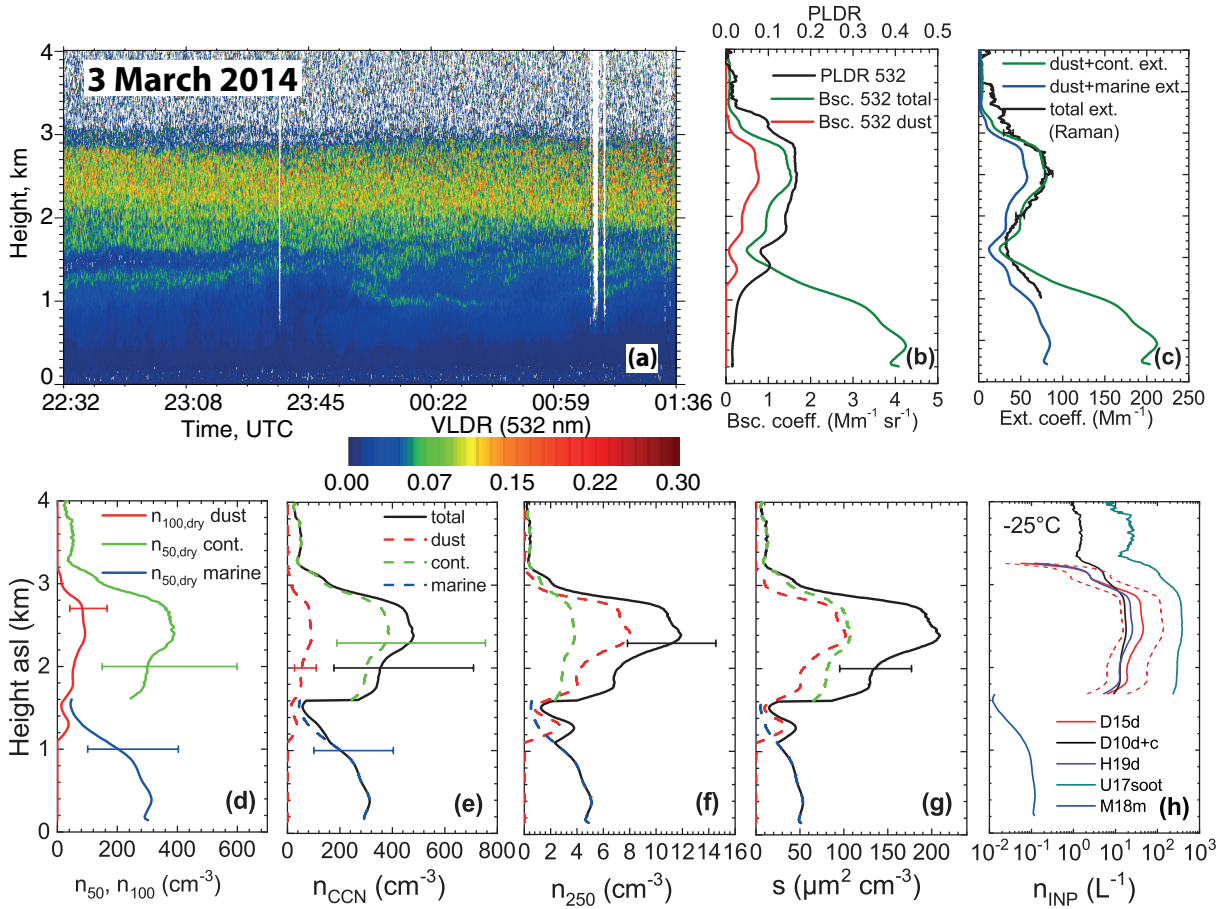 PLDR
0.0 0.1 0.2 0.3 0.4 0.5
3 March 2014
Height, km
4
3
2
1
0
(a)
22:32 23:08 23:45 00:22 00:59 01:36
Time, UTC
VLDR (532 nm)
0.00 0.07 0.15 0.22 0.30
PLDR 532
Bsc. 532 total
Bsc. 532 dust
(b)
0 1 2 3 4 5
Bsc. coeff. (Mm⁻¹ sr⁻¹)
dust+cont. ext.
dust+marine ext.
total ext.
(Raman)
(c)
0 50 100 150 200 250
Ext. coeff. (Mm⁻¹)
Height asl (km)
4
3
2
1
0
n100,dry dust
n50,dry cont.
n50,dry marine
(d)
0 200 400 600
n50, n100 (cm⁻³)
total
dust
cont.
marine
(e)
0 200 400 600 800
nCCN (cm⁻³)
(f)
0 2 4 6 8 10 12 14 16
n250 (cm⁻³)
(g)
0 50 100 150 200
s (µm² cm⁻³)
-25°C
D15d
D10d+c
H19d
U17soot
M18m
(h)
10⁻² 10⁻¹ 10⁰ 10¹ 10² 10³
nINP (L⁻¹)